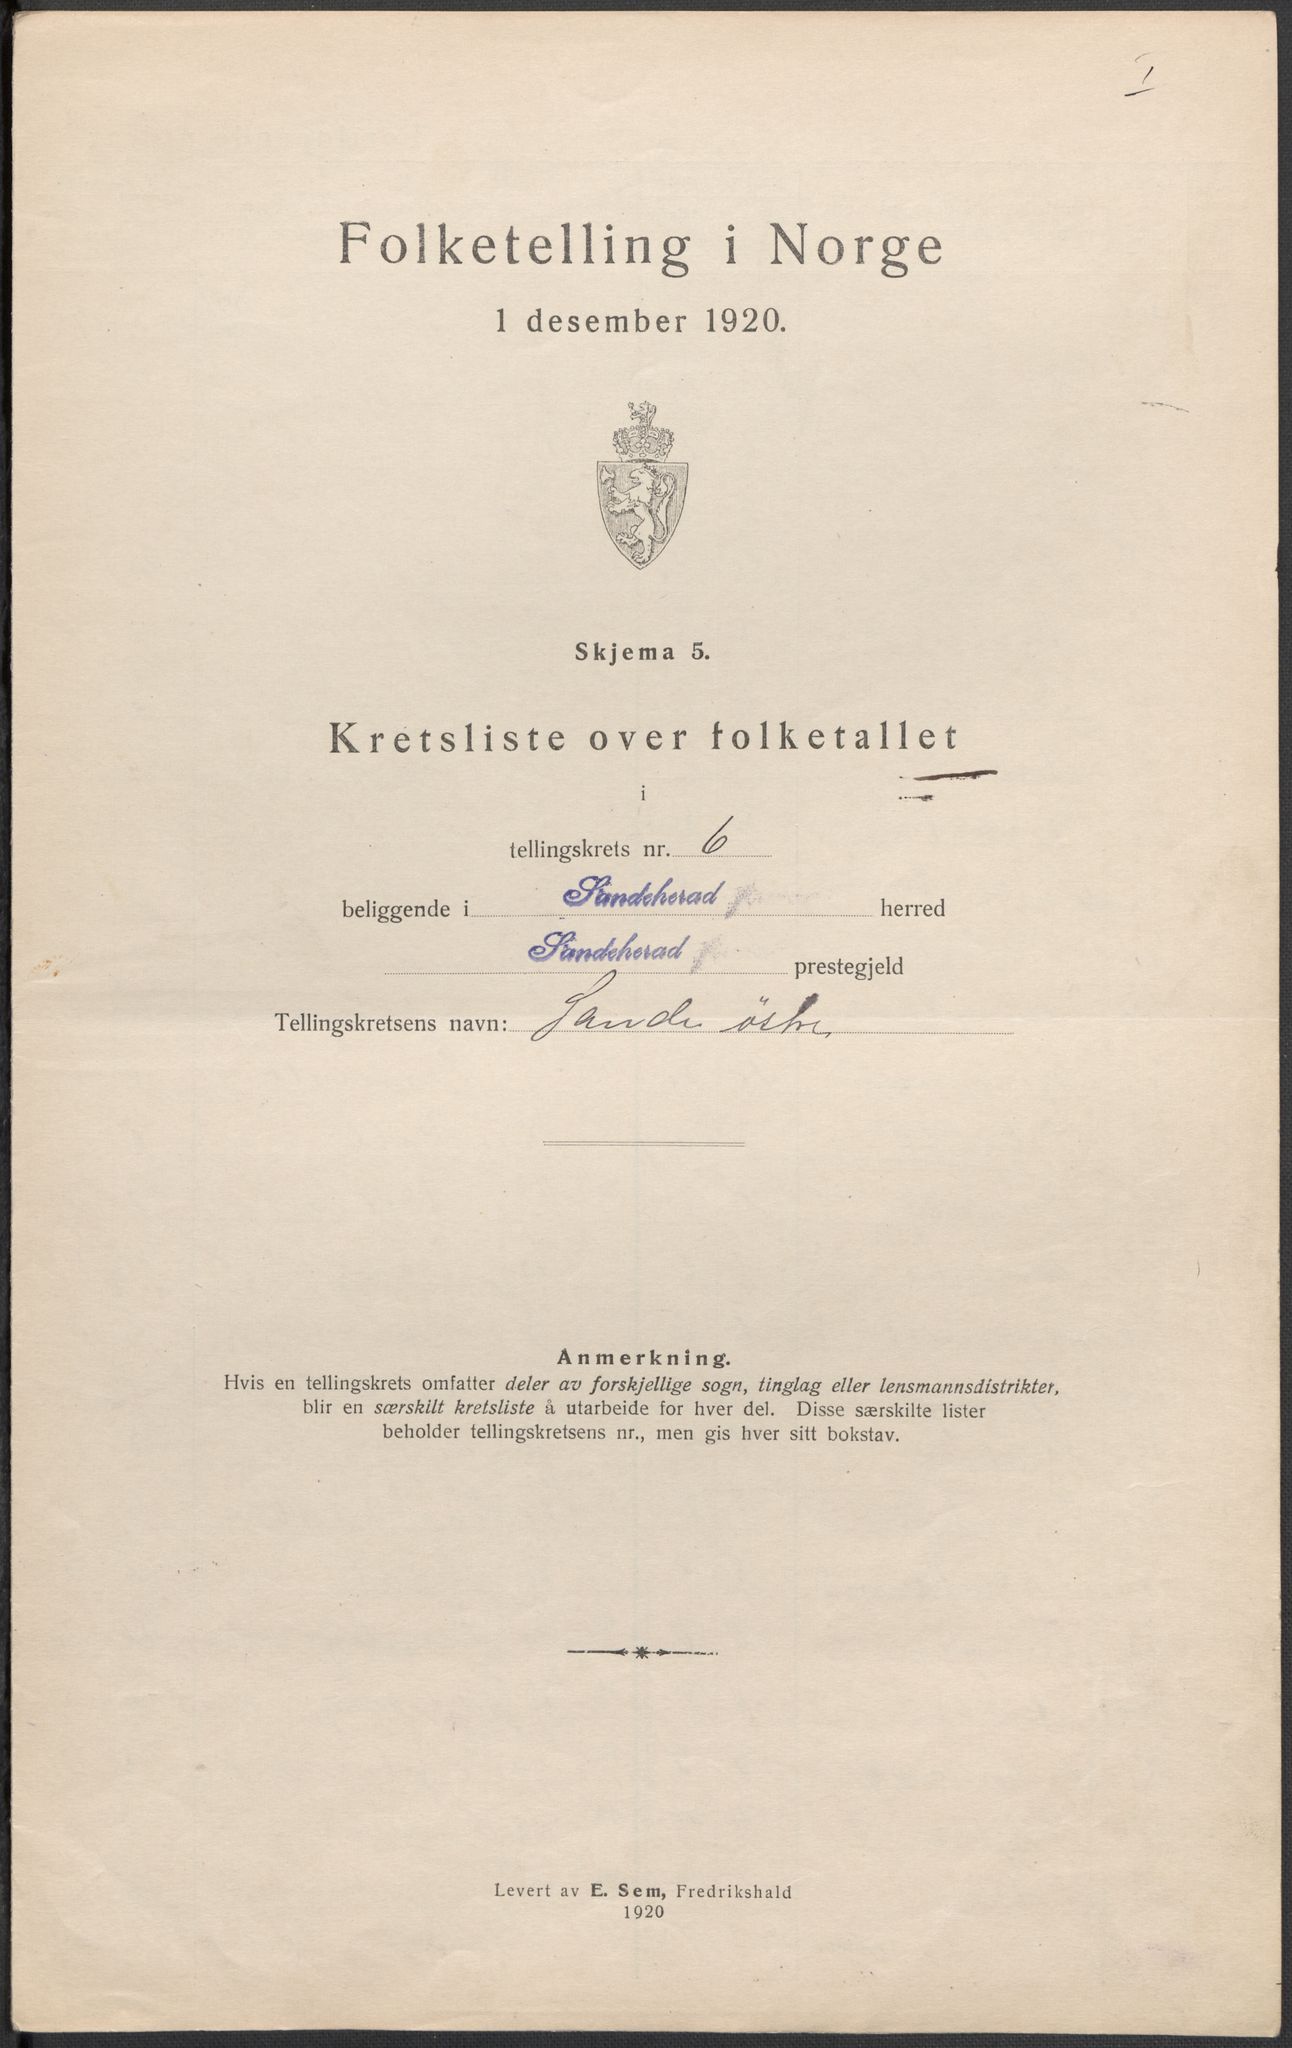 I
Folketelling i Norge
1 desember 1920.
Skjema 5.
Kretsliste over folketallet
i
tellingskrets nr. 6
beliggende i Sandeherad herred
Sandeherad prestegjeld
Tellingskretsens navn: Sande östre
Anmerkning.
Hvis en tellingskrets omfatter deler av forskjellige sogn, tinglag eller lensmannsdistrikter,
blir en særskilt kretsliste å utarbeide for hver del. Disse særskilte lister
beholder tellingskretsens nr., men gis hver sitt bokstav.
Levert av E. Sem, Fredrikshald
1920